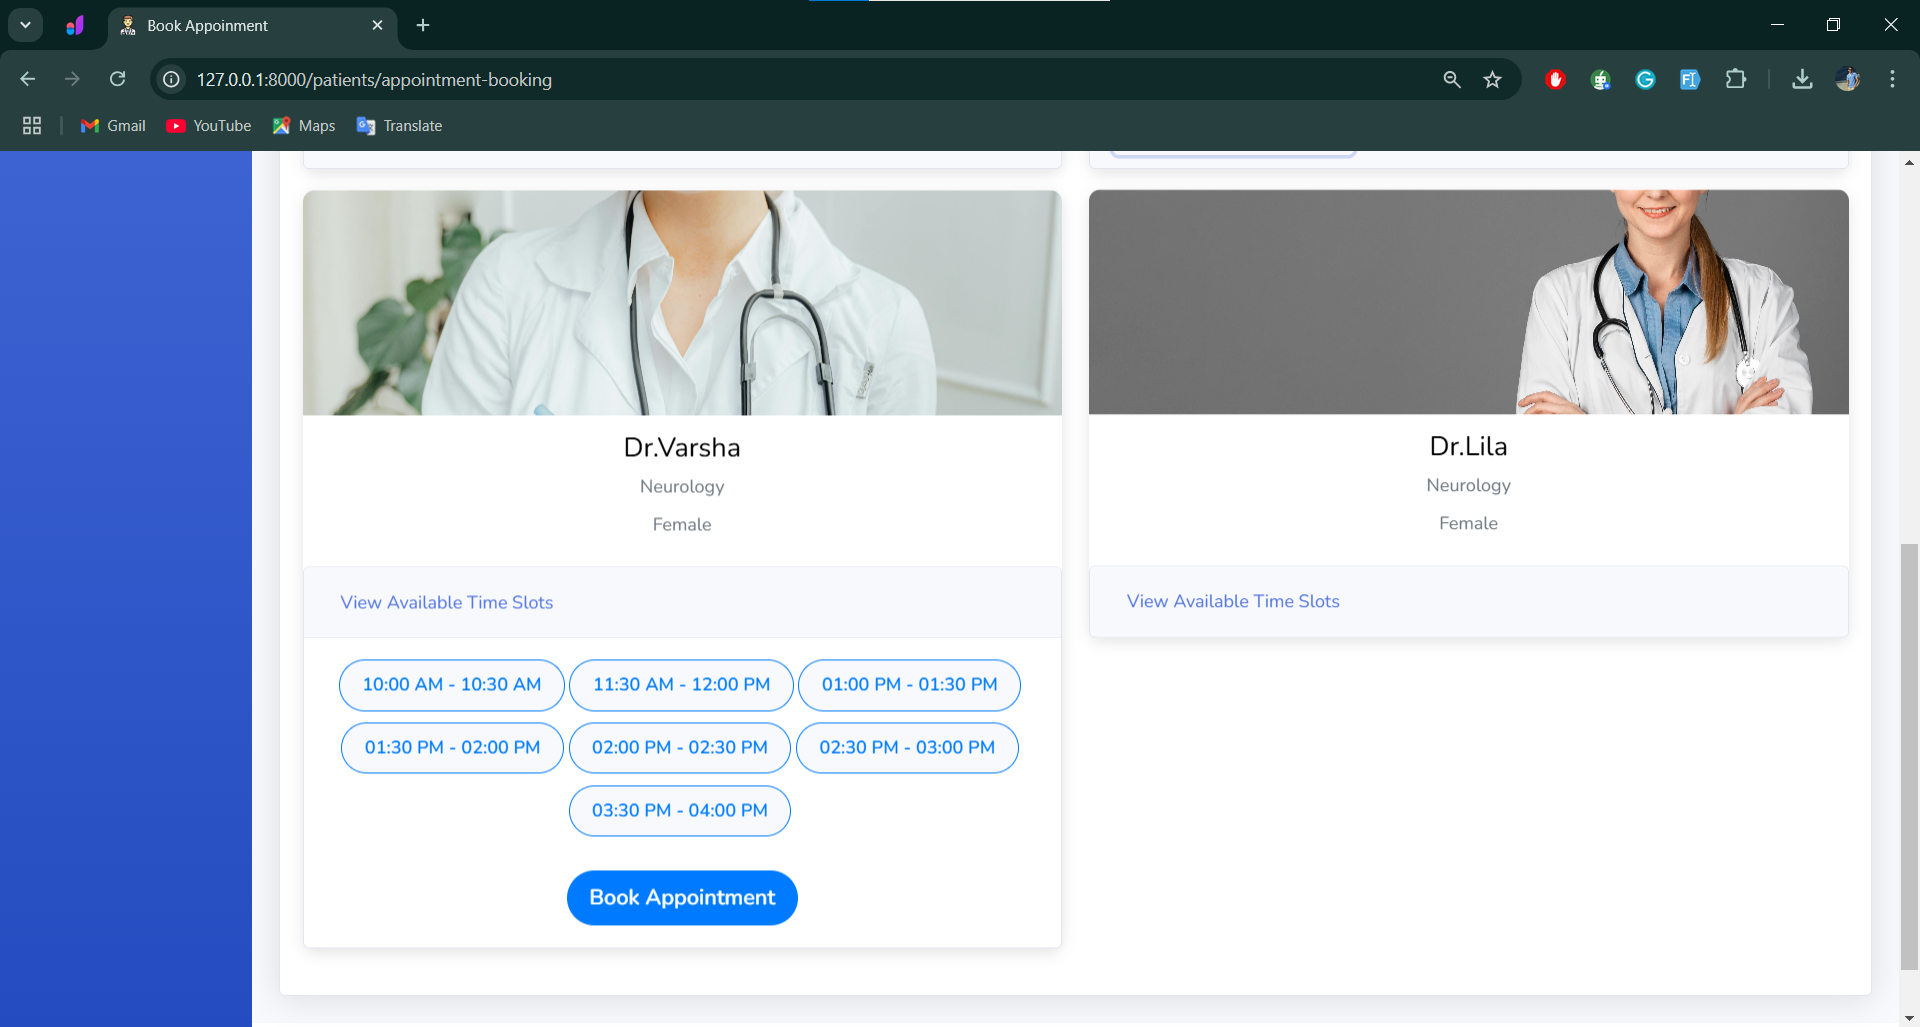 Book Appoinment
127.0.0.1:8000/patients/appointment-booking
Gmail YouTube Maps Translate
Dr.Varsha
Neurology
Female
View Available Time Slots
10:00 AM - 10:30 AM 11:30 AM - 12:00 PM 01:00 PM - 01:30 PM
01:30 PM - 02:00 PM 02:00 PM - 02:30 PM 02:30 PM - 03:00 PM
03:30 PM - 04:00 PM
Book Appointment
Dr.Lila
Neurology
Female
View Available Time Slots